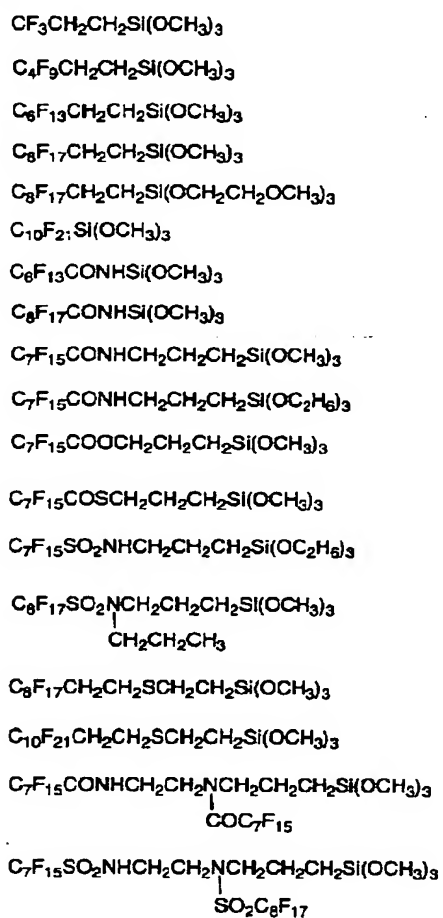 CF₃CH₂CH₂Si(OCH₃)₃
C₄F₉CH₂CH₂Si(OCH₃)₃
C₆F₁₃CH₂CH₂Si(OCH₃)₃
C₈F₁₇CH₂CH₂Si(OCH₃)₃
C₈F₁₇CH₂CH₂Si(OCH₂CH₂OCH₃)₃
C₁₀F₂₁Si(OCH₃)₃
C₆F₁₃CONHSi(OCH₃)₃
C₈F₁₇CONHSi(OCH₃)₃
C₇F₁₅CONHCH₂CH₂CH₂Si(OCH₃)₃
C₇F₁₅CONHCH₂CH₂CH₂Si(OC₂H₅)₃
C₇F₁₅COOCH₂CH₂CH₂Si(OCH₃)₃
C₇F₁₅COSCH₂CH₂CH₂Si(OCH₃)₃
C₇F₁₅SO₂NHCH₂CH₂CH₂Si(OC₂H₅)₃
C₈F₁₇SO₂NCH₂CH₂CH₂Si(OCH₃)₃
CH₂CH₂CH₃
C₈F₁₇CH₂CH₂SCH₂CH₂Si(OCH₃)₃
C₁₀F₂₁CH₂CH₂SCH₂CH₂Si(OCH₃)₃
C₇F₁₅CONHCH₂CH₂NCH₂CH₂CH₂Si(OCH₃)₃
COC₇F₁₅
C₇F₁₅SO₂NHCH₂CH₂NCH₂CH₂CH₂Si(OCH₃)₃
SO₂C₈F₁₇